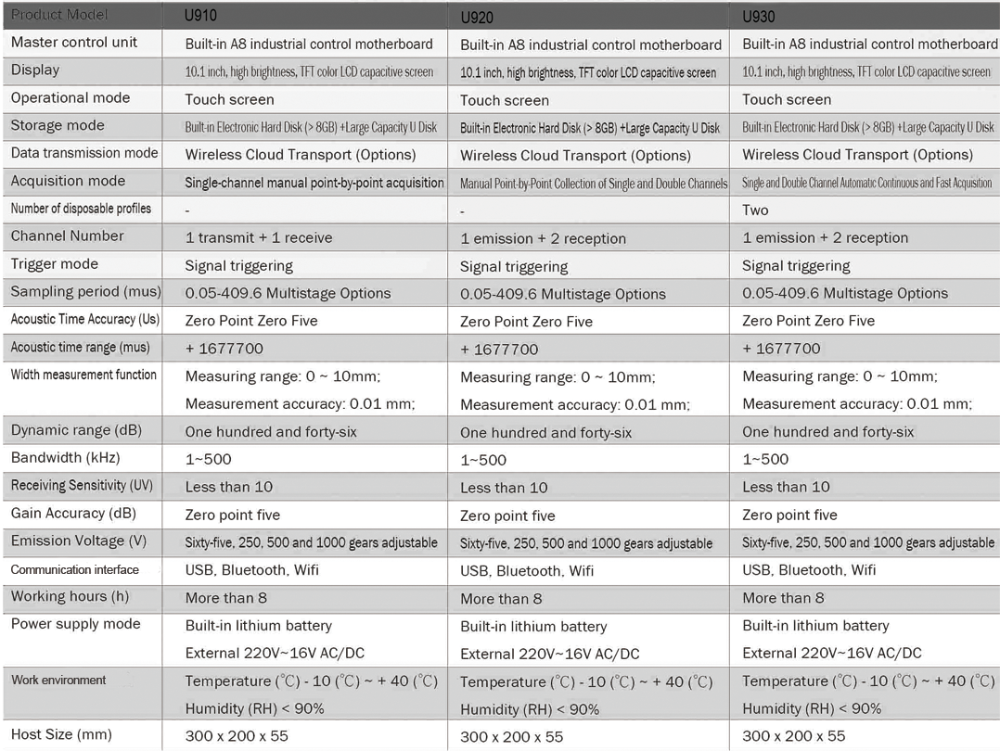 Product Model U910 U920 U930
Master control unit Built-in A8 industrial control motherboard Built-in A8 industrial control motherboard Built-in A8 industrial control motherboard
Display 10.1 inch, high brightness, TFT color LCD capacitive screen 10.1 inch, high brightness, TFT color LCD capacitive screen 10.1 inch, high brightness, TFT color LCD capacitive screen
Operational mode Touch screen Touch screen Touch screen
Storage mode Built-in Electronic Hard Disk (> 8GB) +Large Capacity U Disk Built-in Electronic Hard Disk (> 8GB) +Large Capacity U Disk Built-in Electronic Hard Disk (> 8GB) +Large Capacity U Disk
Data transmission mode Wireless Cloud Transport (Options) Wireless Cloud Transport (Options) Wireless Cloud Transport (Options)
Acquisition mode Single-channel manual point-by-point acquisition Manual Point-by-Point Collection of Single and Double Channels Single and Double Channel Automatic Continuous and Fast Acquisition
Number of disposable profiles - - Two
Channel Number 1 transmit + 1 receive 1 emission + 2 reception 1 emission + 2 reception
Trigger mode Signal triggering Signal triggering Signal triggering
Sampling period (mus) 0.05-409.6 Multistage Options 0.05-409.6 Multistage Options 0.05-409.6 Multistage Options
Acoustic Time Accuracy (Us) Zero Point Zero Five Zero Point Zero Five Zero Point Zero Five
Acoustic time range (mus) + 1677700 + 1677700 + 1677700
Width measurement function Measuring range: 0 ~ 10mm; Measuring range: 0 ~ 10mm; Measuring range: 0 ~ 10mm;
Measurement accuracy: 0.01 mm; Measurement accuracy: 0.01 mm; Measurement accuracy: 0.01 mm;
Dynamic range (dB) One hundred and forty-six One hundred and forty-six One hundred and forty-six
Bandwidth (kHz) 1~500 1~500 1~500
Receiving Sensitivity (UV) Less than 10 Less than 10 Less than 10
Gain Accuracy (dB) Zero point five Zero point five Zero point five
Emission Voltage (V) Sixty-five, 250, 500 and 1000 gears adjustable Sixty-five, 250, 500 and 1000 gears adjustable Sixty-five, 250, 500 and 1000 gears adjustable
Communication interface USB, Bluetooth, Wifi USB, Bluetooth, Wifi USB, Bluetooth, Wifi
Working hours (h) More than 8 More than 8 More than 8
Power supply mode Built-in lithium battery Built-in lithium battery Built-in lithium battery
External 220V~16V AC/DC External 220V~16V AC/DC External 220V~16V AC/DC
Work environment Temperature (℃) - 10 (℃) ~ + 40 (℃) Temperature (℃) - 10 (℃) ~ + 40 (℃) Temperature (℃) - 10 (℃) ~ + 40 (℃)
Humidity (RH) < 90% Humidity (RH) < 90% Humidity (RH) < 90%
Host Size (mm) 300 x 200 x 55 300 x 200 x 55 300 x 200 x 55